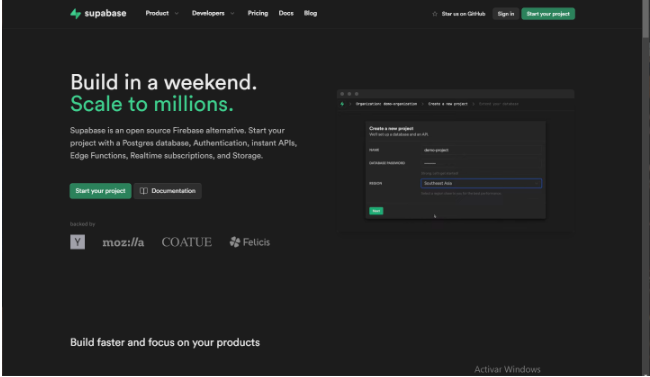 supabase Product Developers Pricing Docs Blog Star us on GitHub Sign in Start your project
Build in a weekend.
Scale to millions.
Supabase is an open source Firebase alternative. Start your
project with a Postgres database, Authentication, instant APIs,
Edge Functions, Realtime subscriptions, and Storage.
Start your project Documentation
backed by
Y moz://a COATUE Felicis
Organization: demo-organization Create a new project
Create a new project
NAME demo-project
DATABASE PASSWORD
REGION Southeast Asia
Start
Build faster and focus on your products
Activar Windows